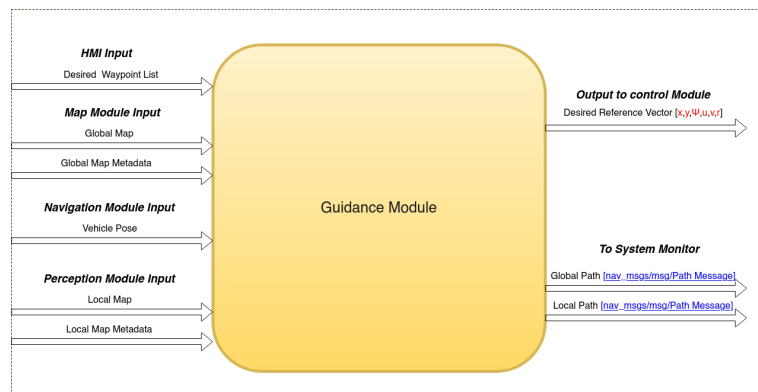 HMI Input
Desired Waypoint List
Map Module Input
Global Map
Global Map Metadata
Navigation Module Input
Vehicle Pose
Perception Module Input
Local Map
Local Map Metadata
Guidance Module
Output to control Module
Desired Reference Vector [x,y,Ψ,u,v,r]
To System Monitor
Global Path [nav_msgs/msg/Path Message]
Local Path [nav_msgs/msg/Path Message]